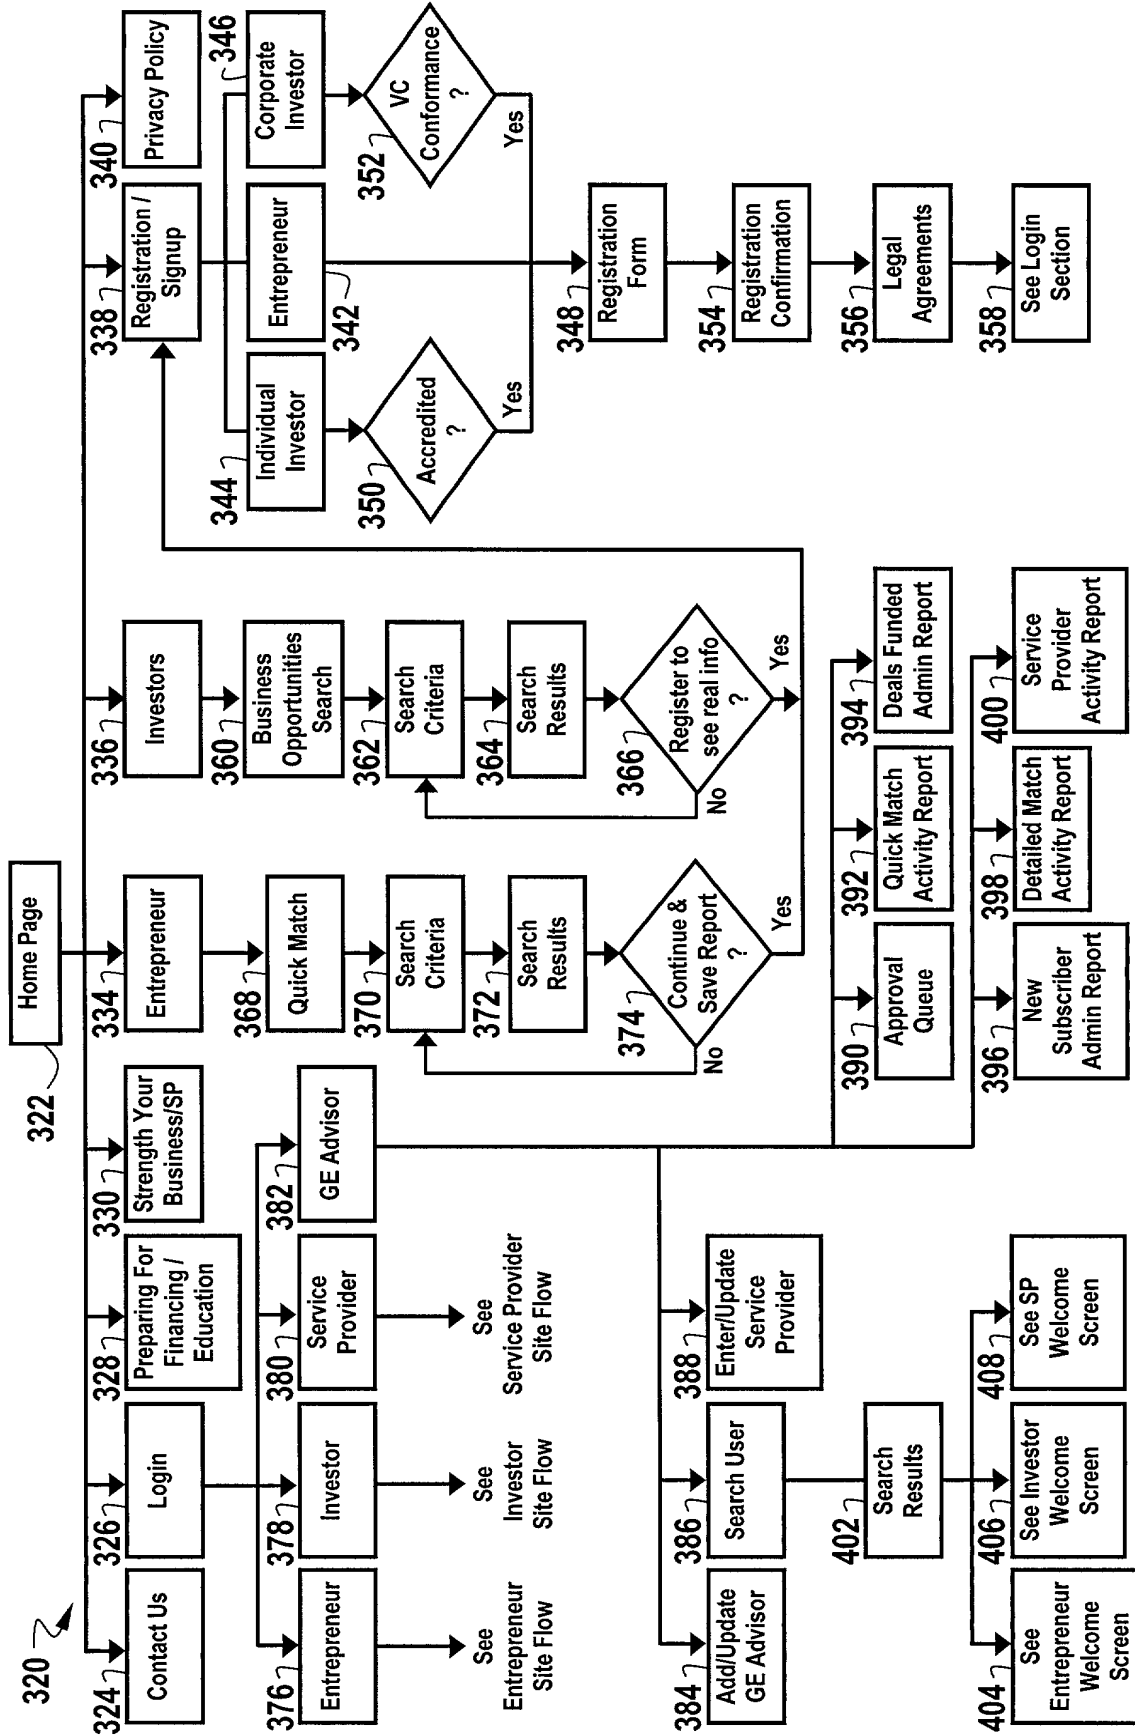 320
Home Page
322
324
Contact Us
326
Login
328
Preparing For
Financing /
Education
330
Strength Your
Business/SP
334
Entrepreneur
336
Investors
338
Registration /
Signup
340
Privacy Policy
376
Entrepreneur
378
Investor
380
Service
Provider
382
GE Advisor
See
Entrepreneur
Site Flow
See
Investor
Site Flow
See
Service Provider
Site Flow
368
Quick Match
370
Search
Criteria
372
Search
Results
374
Continue &
Save Report
?
No
Yes
360
Business
Opportunities
Search
362
Search
Criteria
364
Search
Results
366
Register to
see real info
?
No
Yes
344
Individual
Investor
342
Entrepreneur
346
Corporate
Investor
350
Accredited
?
Yes
352
VC
Conformance
?
Yes
348
Registration
Form
354
Registration
Confirmation
356
Legal
Agreements
358
See Login
Section
384
Add/Update
GE Advisor
386
Search User
388
Enter/Update
Service
Provider
390
Approval
Queue
392
Quick Match
Activity Report
394
Deals Funded
Admin Report
396
New
Subscriber
Admin Report
398
Detailed Match
Activity Report
400
Service
Provider
Activity Report
402
Search
Results
404
See
Entrepreneur
Welcome
Screen
406
See Investor
Welcome
Screen
408
See SP
Welcome
Screen